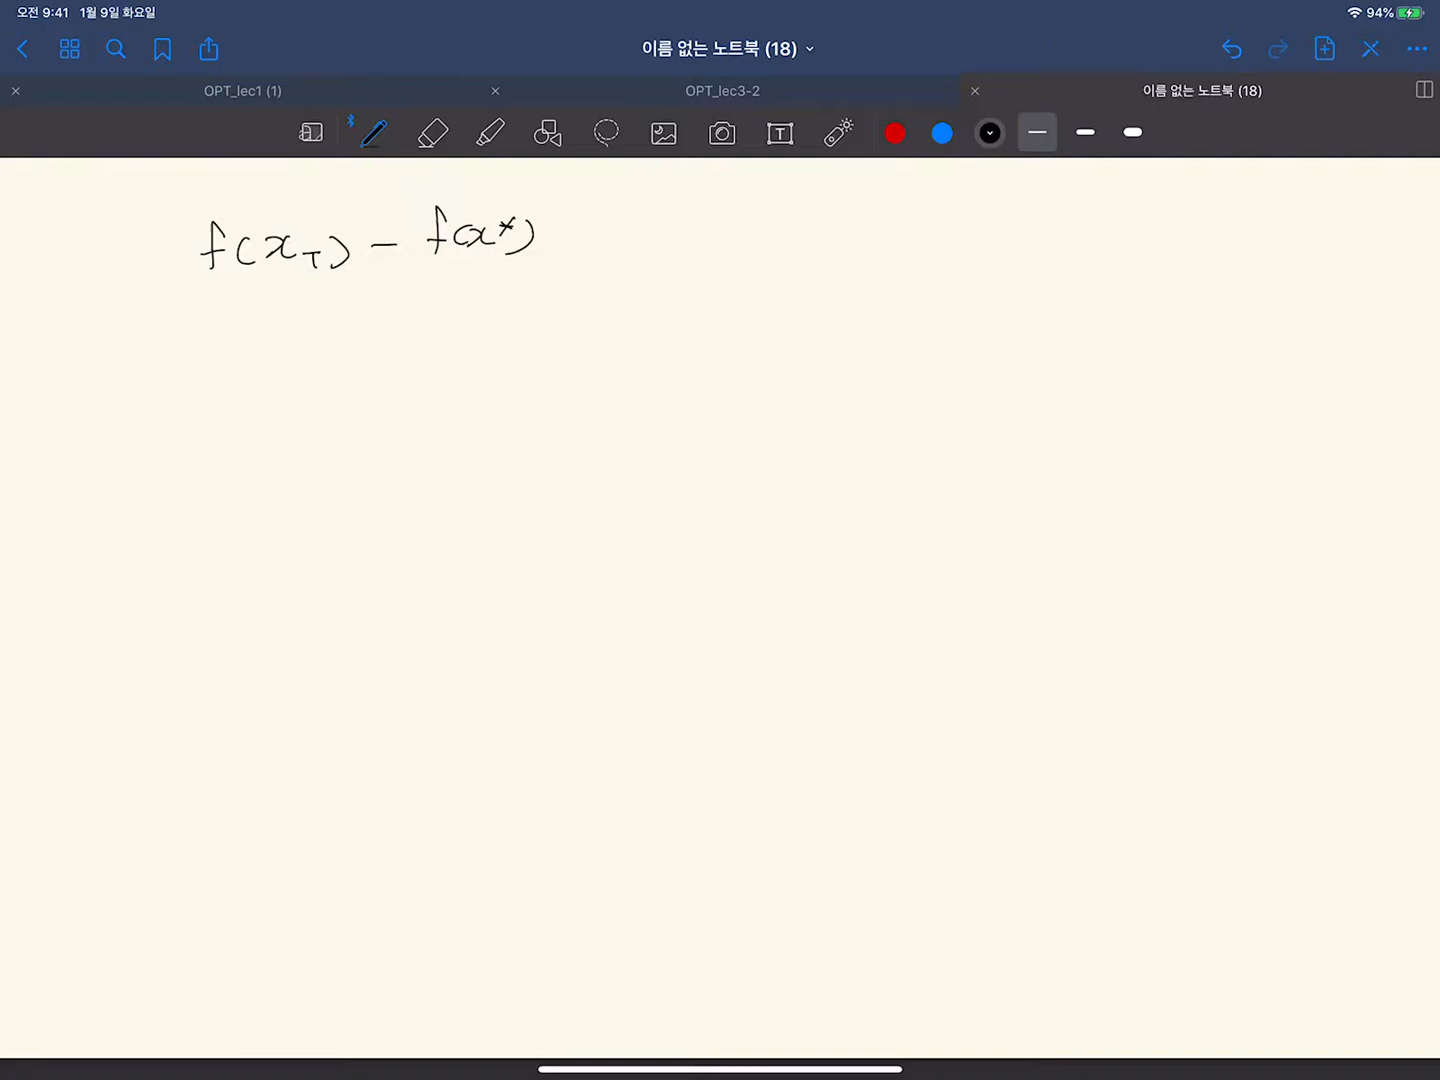 오전 9:41 1월 9일 화요일
94%
이름 없는 노트북 (18)
OPT_lec1 (1)
OPT_lec3-2
이름 없는 노트북 (18)
f(x_T) - f(x*)